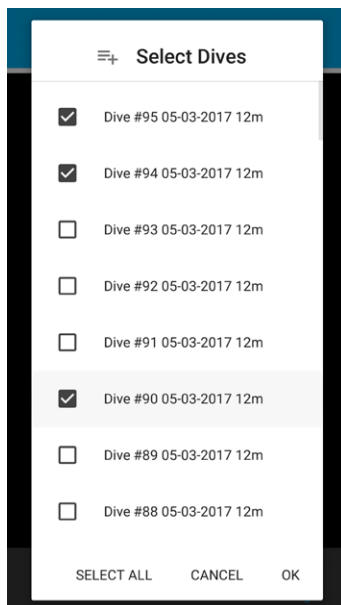 Select Dives
Dive #95 05-03-2017 12m
Dive #94 05-03-2017 12m
Dive #93 05-03-2017 12m
Dive #92 05-03-2017 12m
Dive #91 05-03-2017 12m
Dive #90 05-03-2017 12m
Dive #89 05-03-2017 12m
Dive #88 05-03-2017 12m
SELECT ALL CANCEL OK